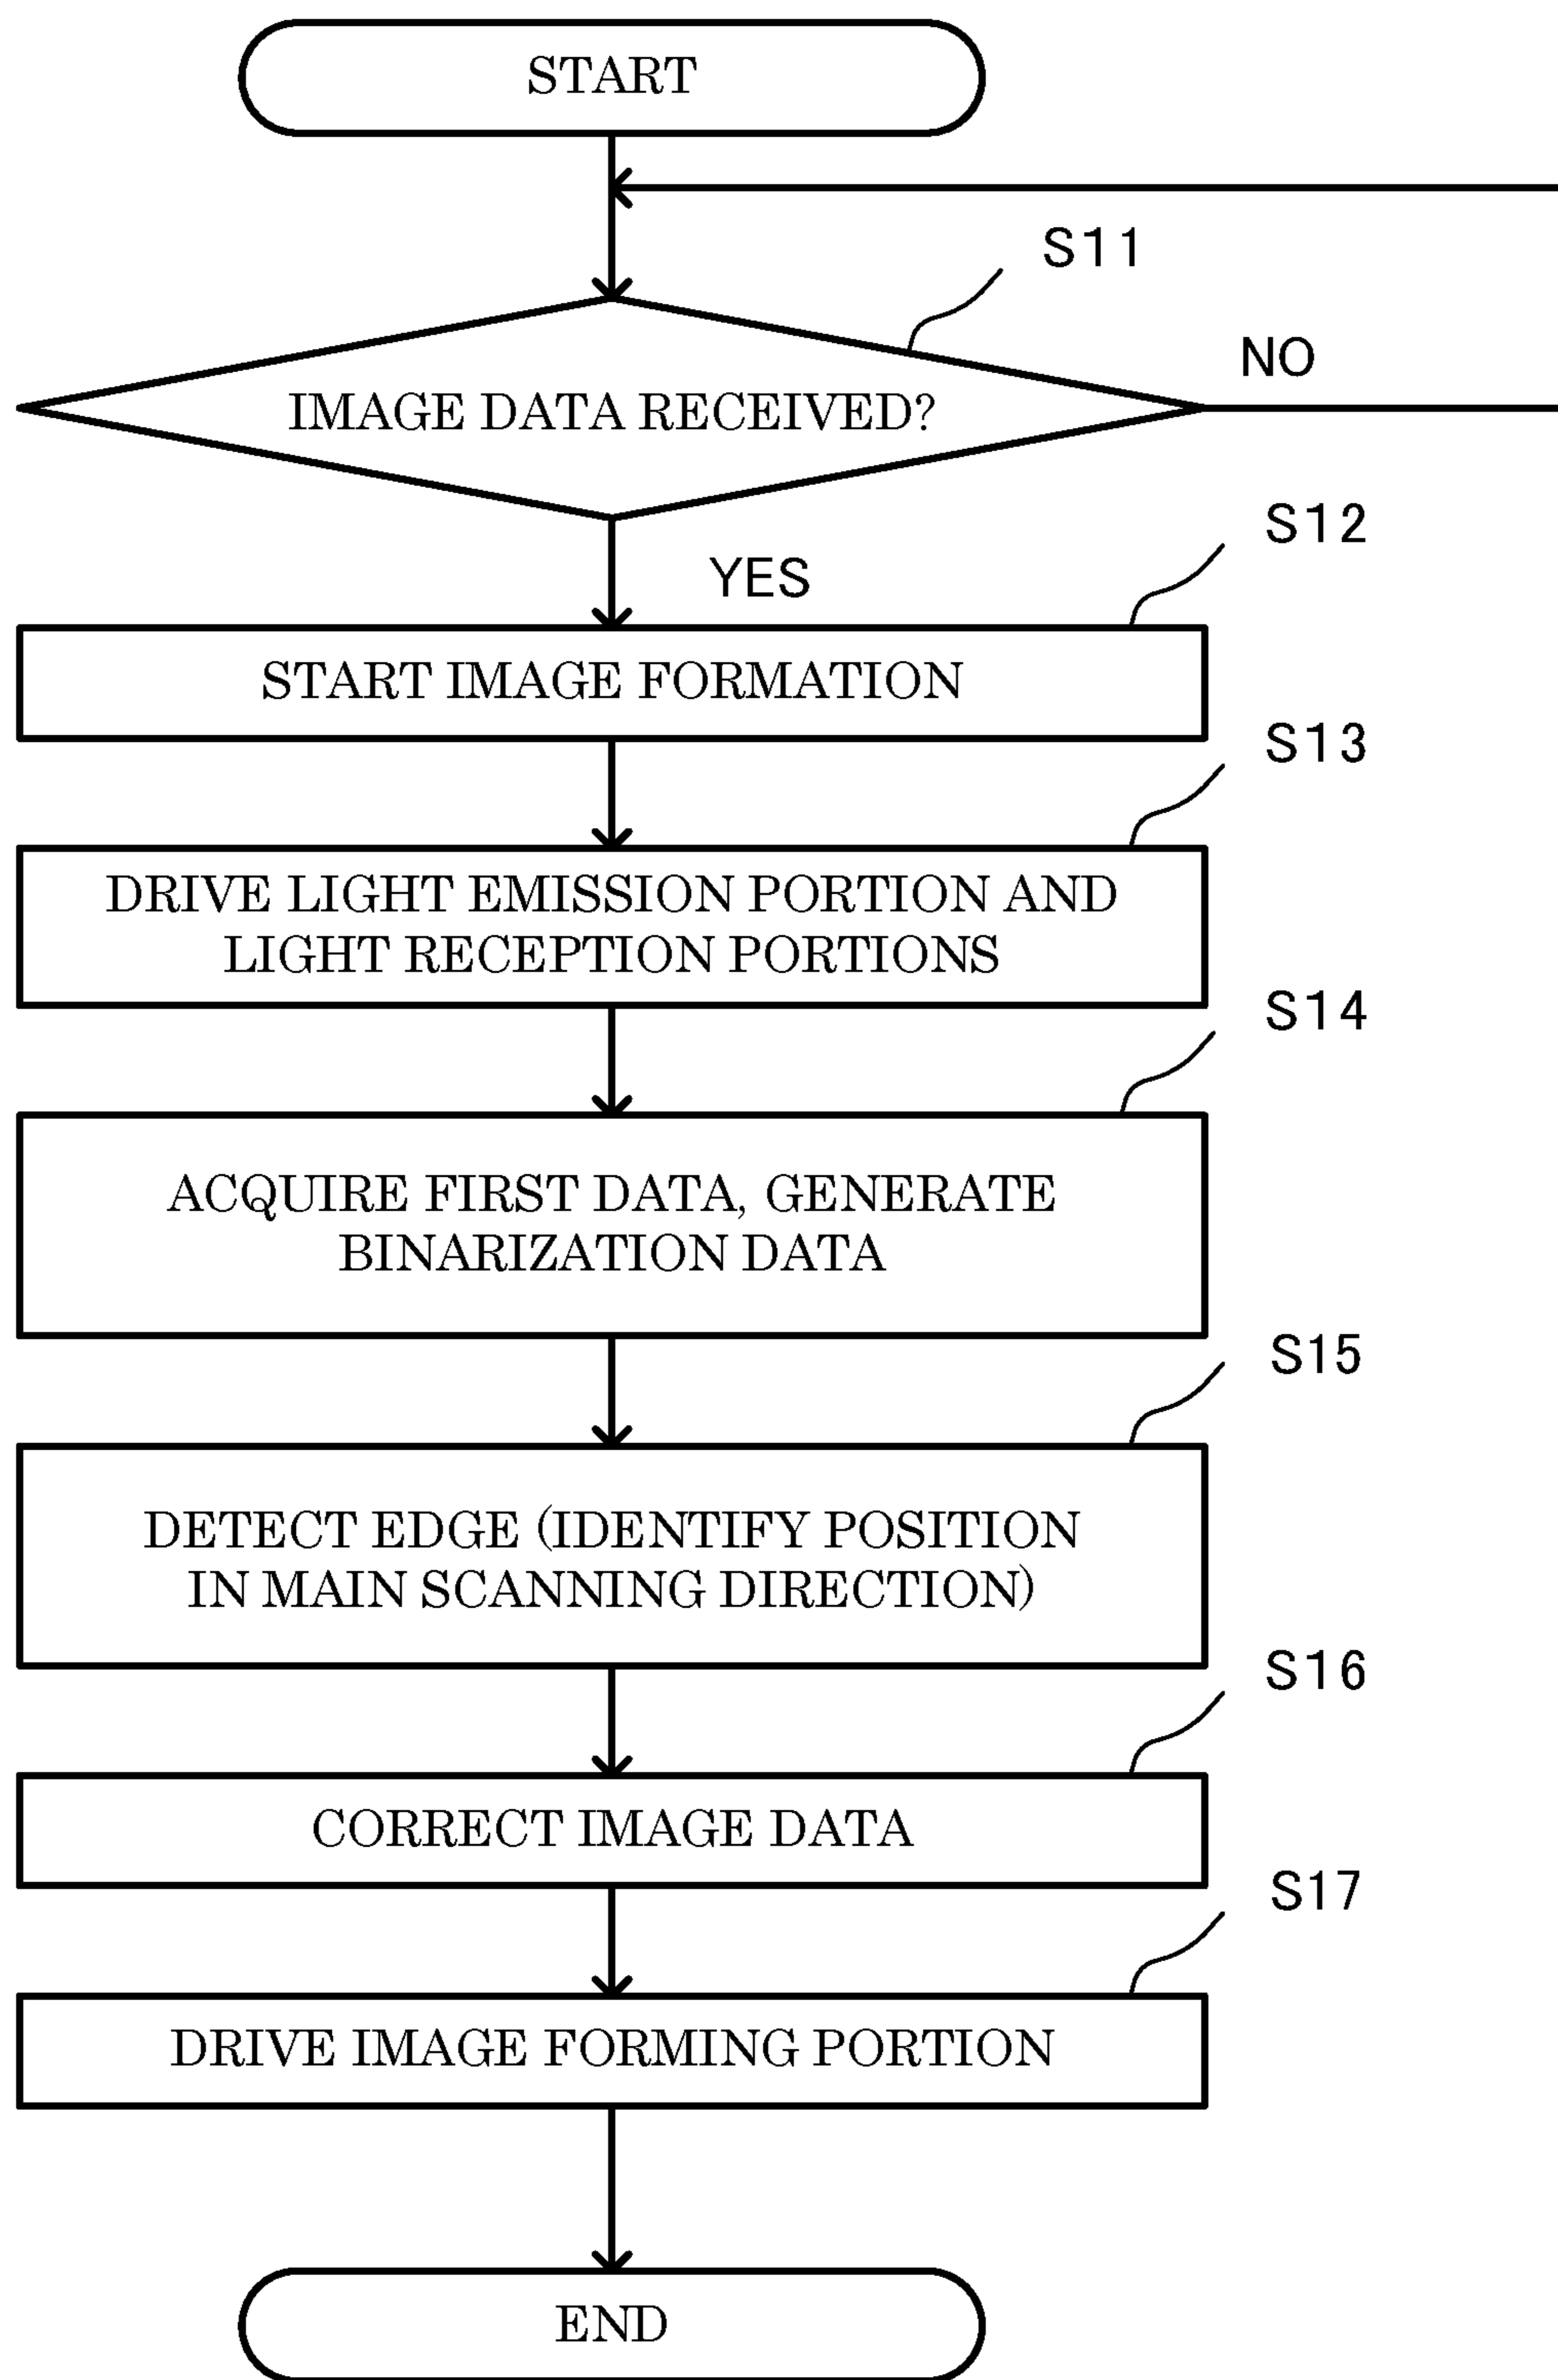 START
S11
NO
IMAGE DATA RECEIVED?
S12
YES
START IMAGE FORMATION
S13
DRIVE LIGHT EMISSION PORTION AND
LIGHT RECEPTION PORTIONS
S14
ACQUIRE FIRST DATA, GENERATE
BINARIZATION DATA
S15
DETECT EDGE (IDENTIFY POSITION
IN MAIN SCANNING DIRECTION)
S16
CORRECT IMAGE DATA
S17
DRIVE IMAGE FORMING PORTION
END